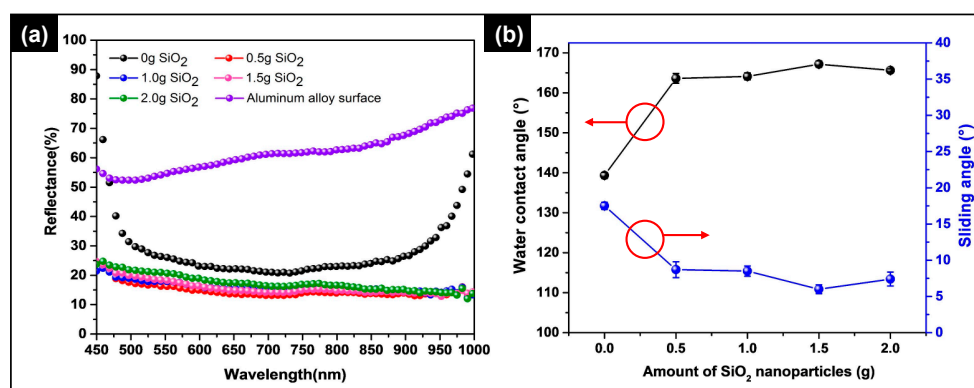 (a)
100
90
80
70
60
50
40
30
20
10
0
Reflectance(%)
0g SiO₂
0.5g SiO₂
1.0g SiO₂
1.5g SiO₂
2.0g SiO₂
Aluminum alloy surface
450 500 550 600 650 700 750 800 850 900 950 1000
Wavelength(nm)
(b)
170
160
150
140
130
120
110
100
Water contact angle (°)
40
35
30
25
20
15
10
5
0
Sliding angle (°)
0.0 0.5 1.0 1.5 2.0
Amount of SiO₂ nanoparticles (g)